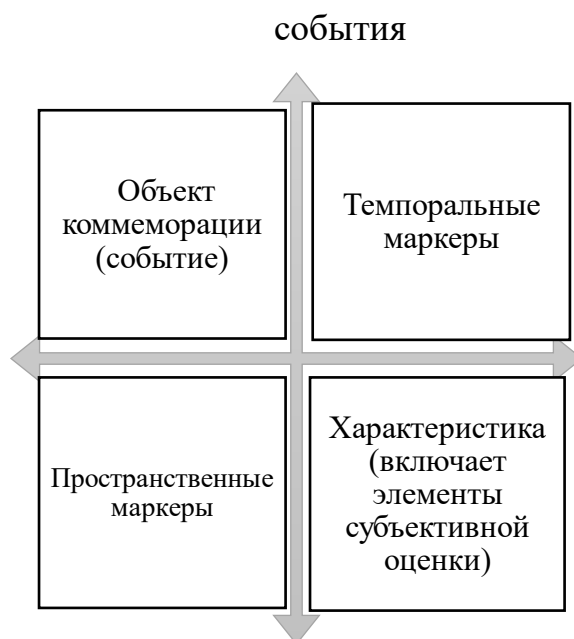 события
Объект
коммеморации
(событие)
Темпоральные
маркеры
Пространственные
маркеры
Характеристика
(включает
элементы
субъективной
оценки)